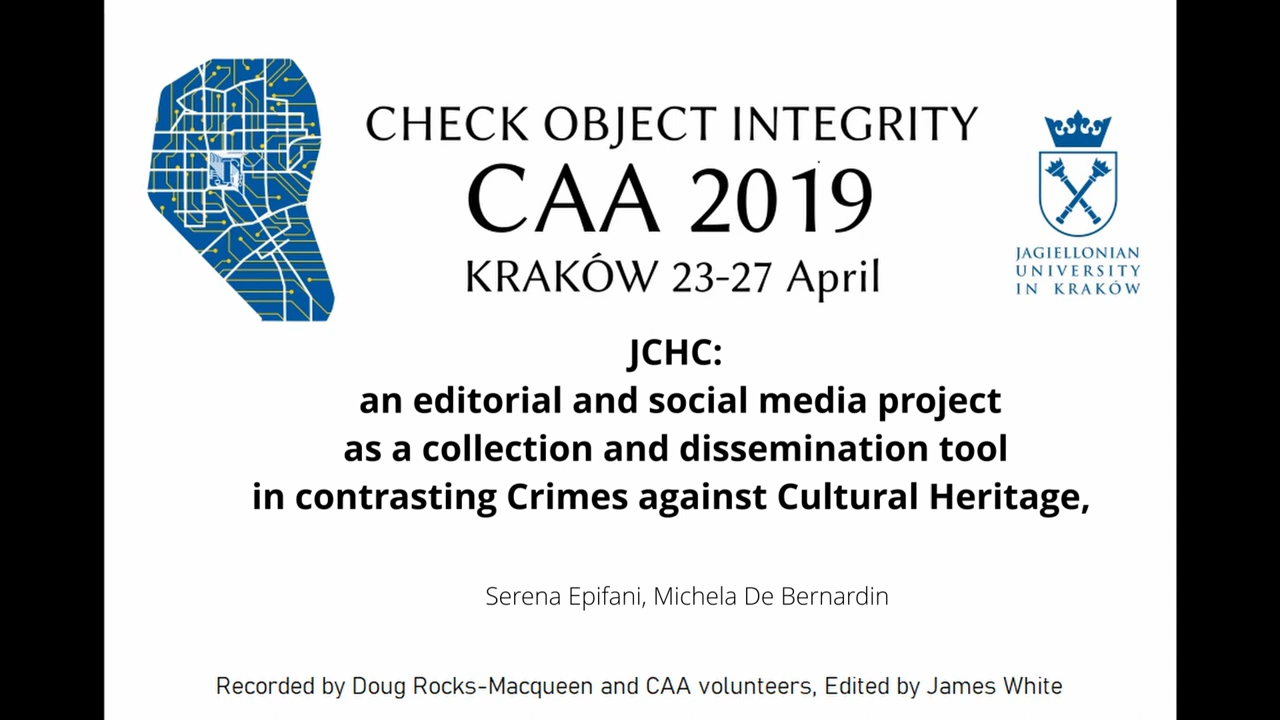 CHECK OBJECT INTEGRITY
CAA 2019
KRAKÓW 23-27 April
JAGIELLONIAN
UNIVERSITY
IN KRAKÓW
JCHC:
an editorial and social media project
as a collection and dissemination tool
in contrasting Crimes against Cultural Heritage,
Serena Epifani, Michela De Bernardin
Recorded by Doug Rocks-Macqueen and CAA volunteers, Edited by James White